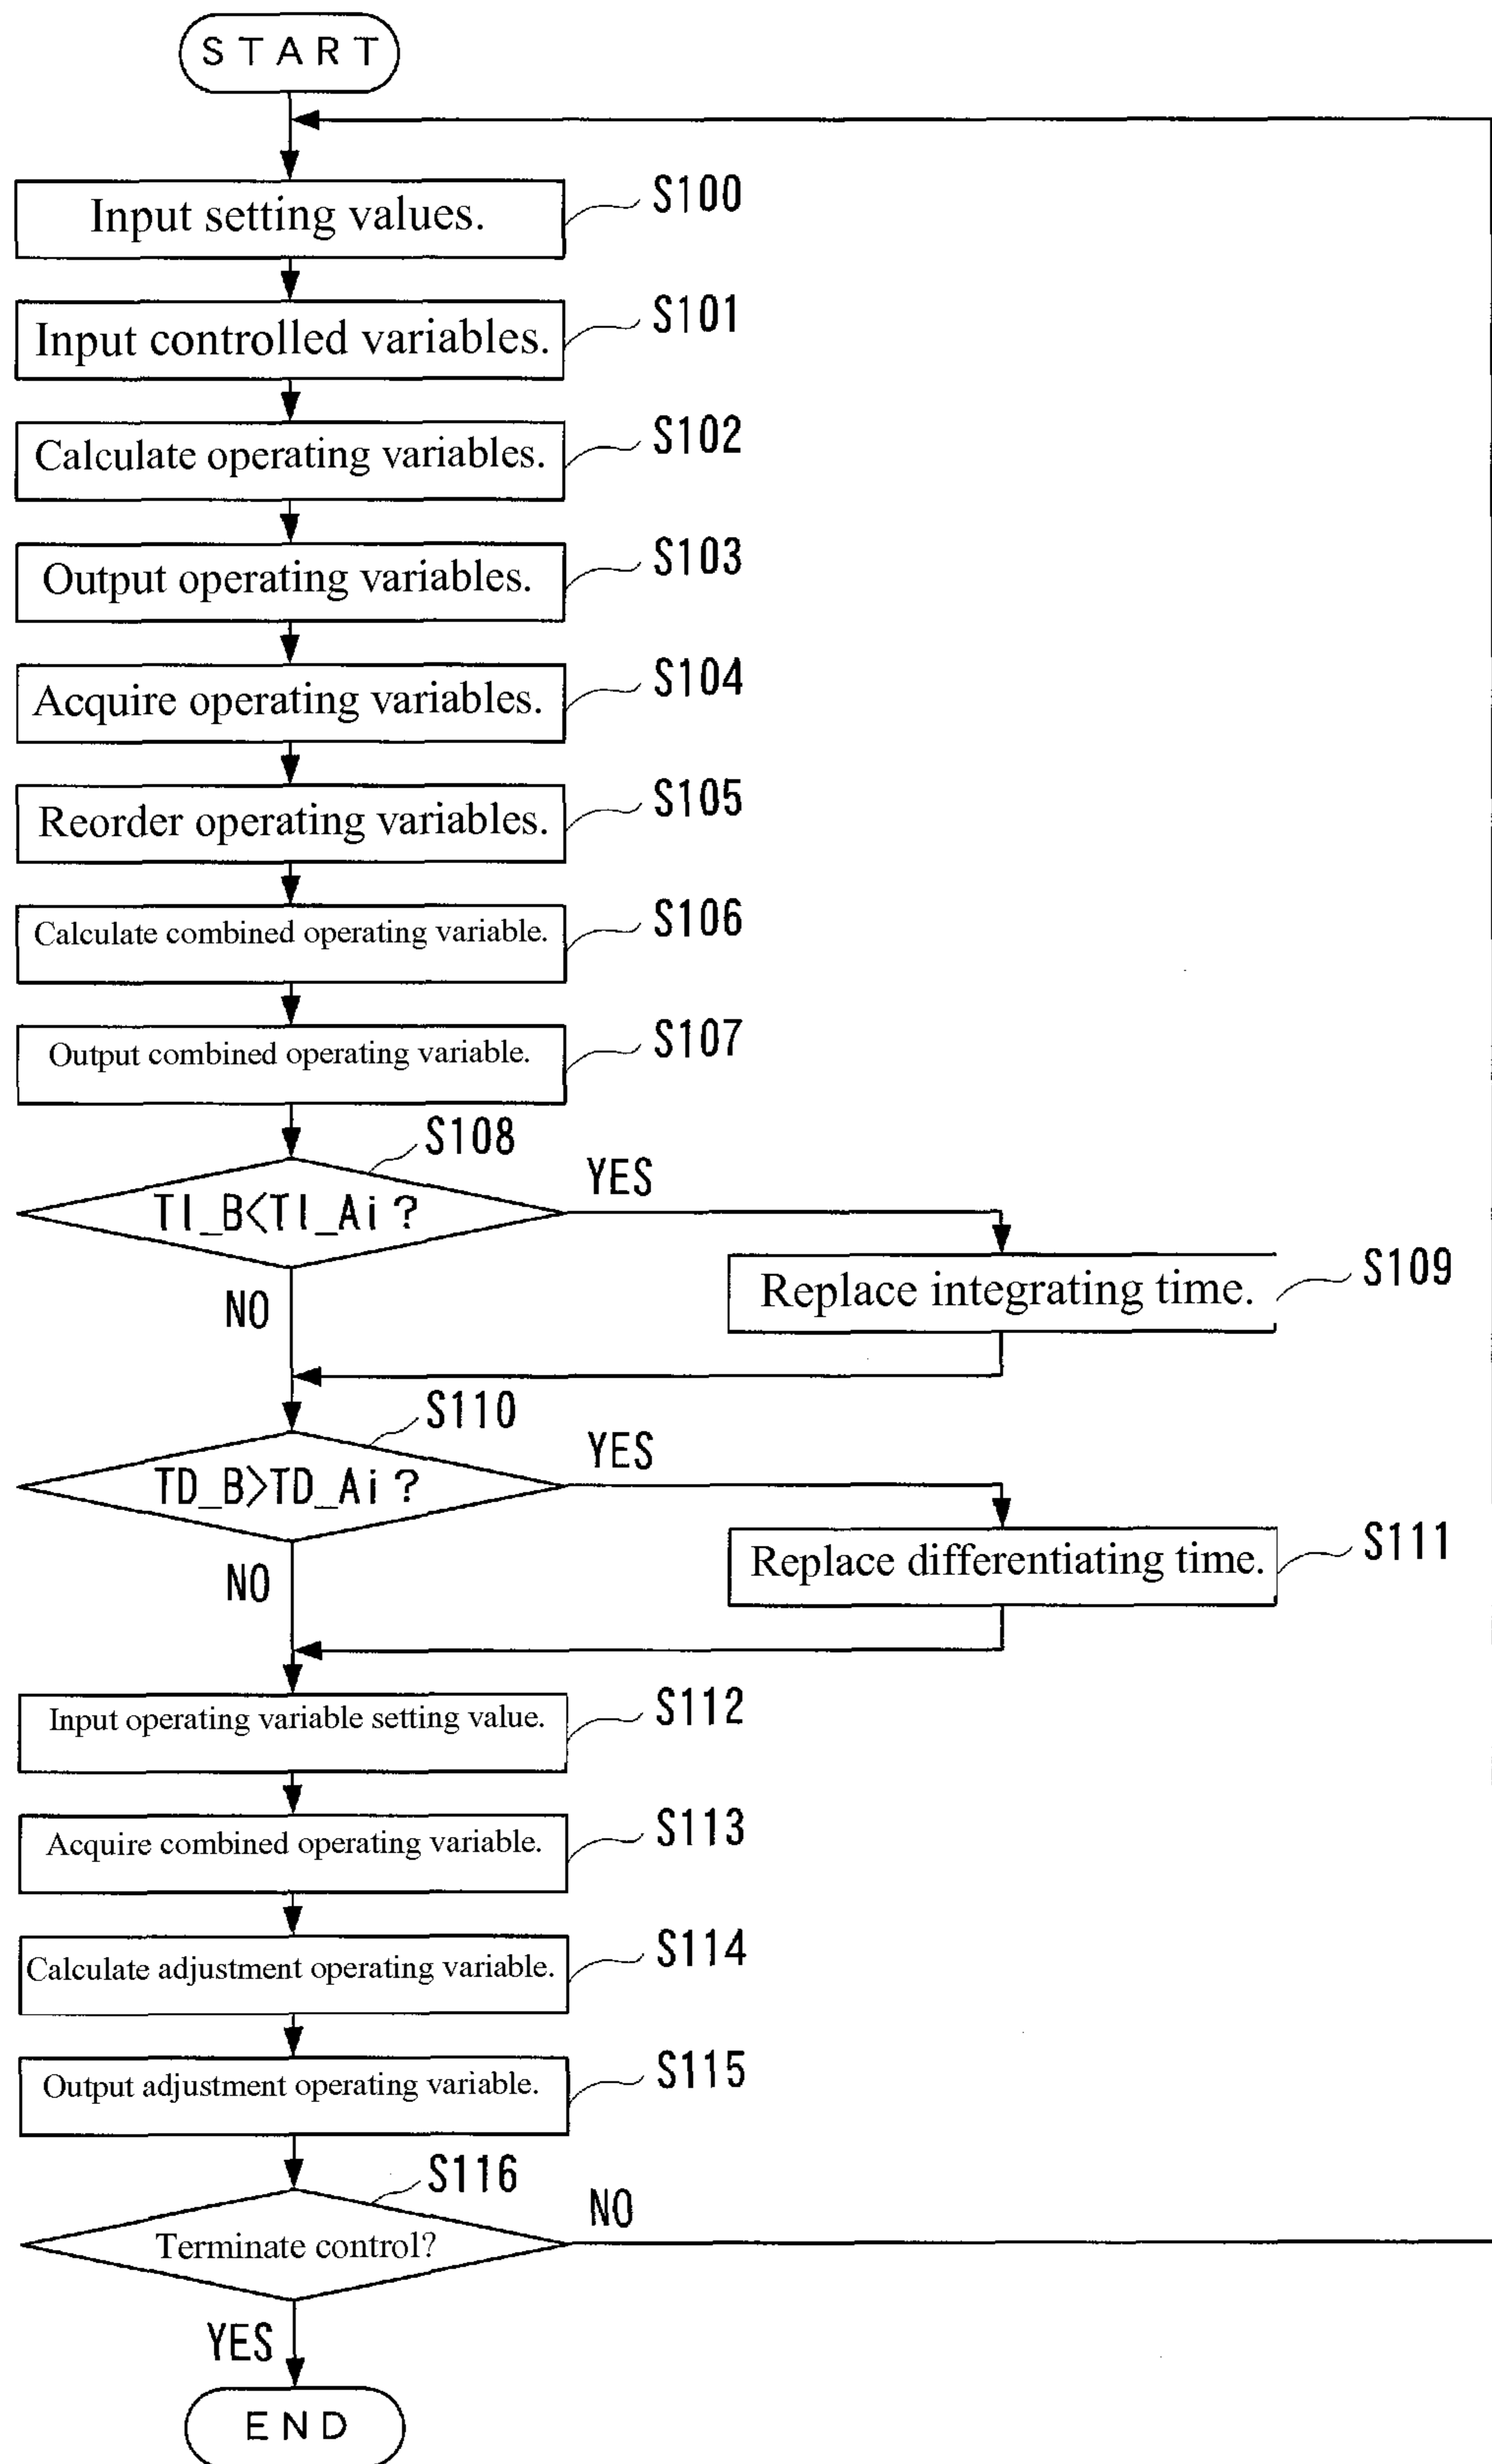 START
Input setting values.
S100
Input controlled variables.
S101
Calculate operating variables.
S102
Output operating variables.
S103
Acquire operating variables.
S104
Reorder operating variables.
S105
Calculate combined operating variable.
S106
Output combined operating variable.
S107
S108
TI_B<TI_Ai?
YES
NO
Replace integrating time.
S109
S110
TD_B>TD_Ai?
YES
NO
Replace differentiating time.
S111
Input operating variable setting value.
S112
Acquire combined operating variable.
S113
Calculate adjustment operating variable.
S114
Output adjustment operating variable.
S115
S116
Terminate control?
NO
YES
END